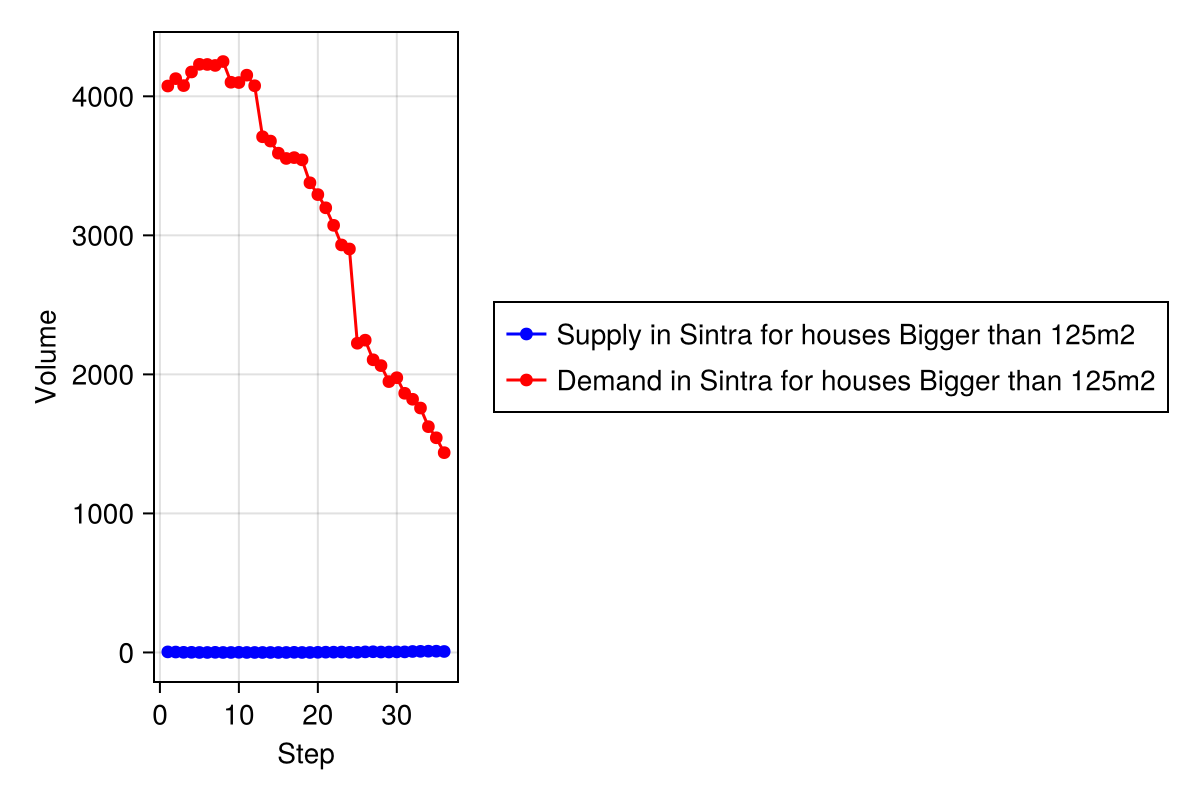 4000
3000
2000
1000
0
Volume
0 10 20 30
Step
Supply in Sintra for houses Bigger than 125m2
Demand in Sintra for houses Bigger than 125m2